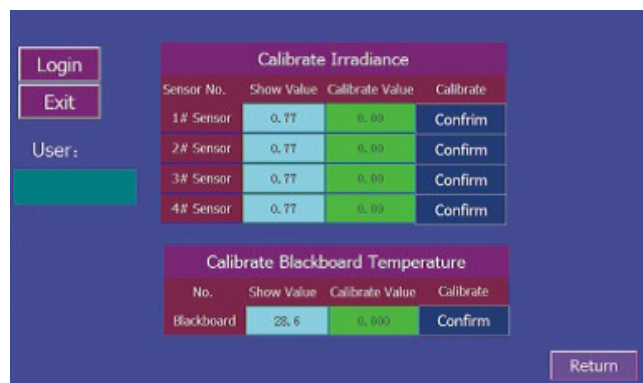 Login
Exit
User:
Calibrate Irradiance
Sensor No. Show Value Calibrate Value Calibrate
1# Sensor 0.77 0.00 Confrim
2# Sensor 0.77 0.00 Confirm
3# Sensor 0.77 0.00 Confirm
4# Sensor 0.77 0.00 Confirm
Calibrate Blackboard Temperature
No. Show Value Calibrate Value Calibrate
Blackboard 28.6 0.000 Confirm
Return